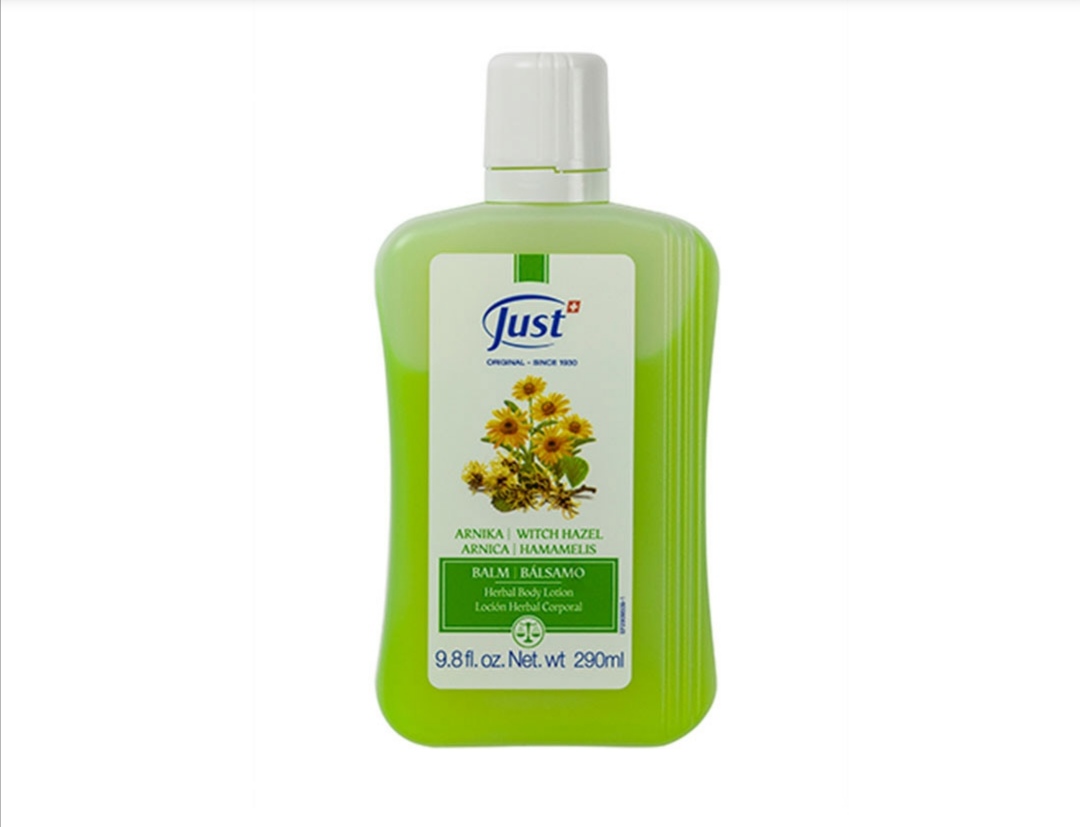 Just
ORIGINAL - SINCE 1930
ARNIKA | WITCH HAZEL
ARNICA | HAMAMELIS
BALM | BÁLSAMO
Herbal Body Lotion
Loción Herbal Corporal
9.8 fl. oz. Net. wt 290ml